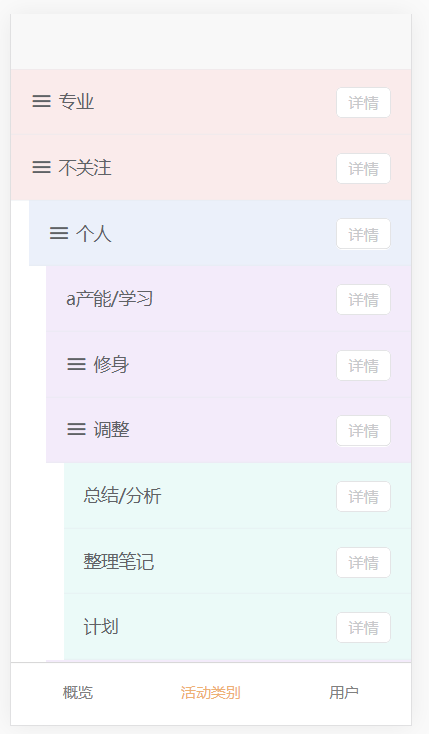 专业 详情
不关注 详情
个人 详情
a产能/学习 详情
修身 详情
调整 详情
总结/分析 详情
整理笔记 详情
计划 详情
概览 活动类别 用户